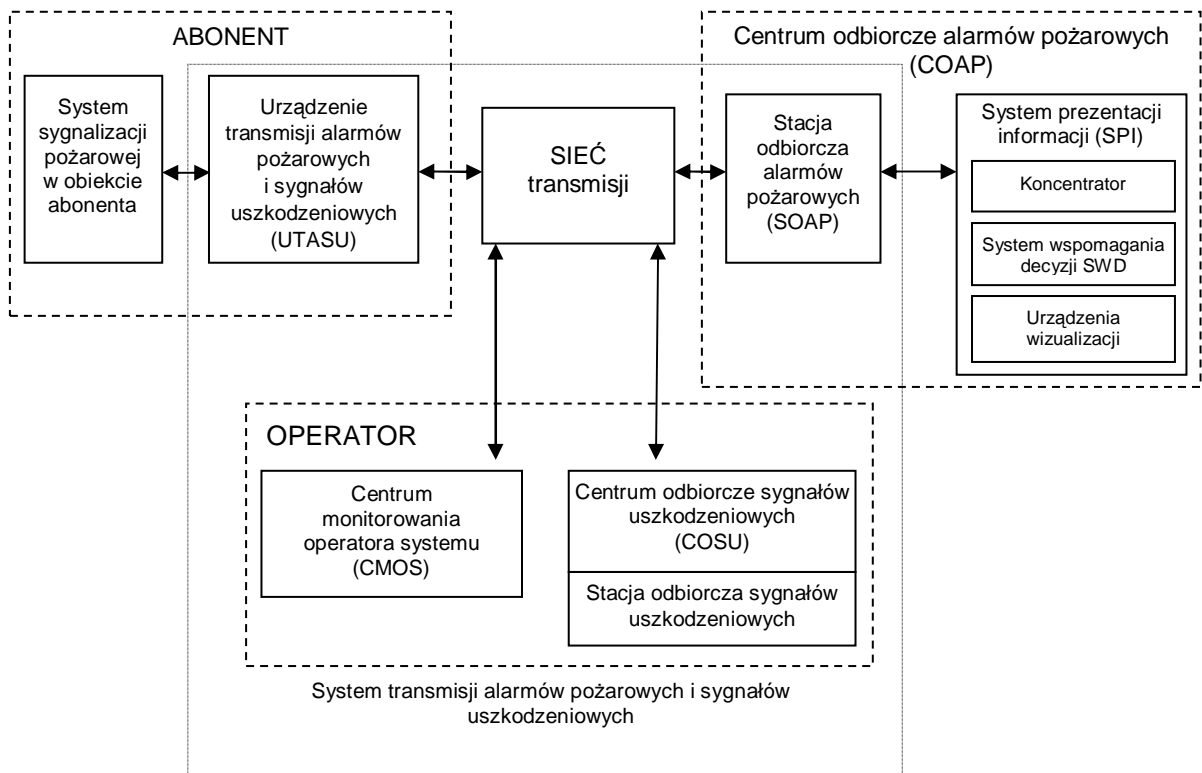 ABONENT
System
sygnalizacji
pożarowej
w obiekcie
abonenta
Urządzenie
transmisji alarmów
pożarowych
i sygnałów
uszkodzeniowych
(UTASU)
SIEĆ
transmisji
Centrum odbiorcze alarmów pożarowych
(COAP)
Stacja
odbiorcza
alarmów
pożarowych
(SOAP)
System prezentacji
informacji (SPI)
Koncentrator
System wspomagania
decyzji SWD
Urządzenia
wizualizacji
OPERATOR
Centrum
monitorowania
operatora systemu
(CMOS)
Centrum odbiorcze sygnałów
uszkodzeniowych
(COSU)
Stacja odbiorcza sygnałów
uszkodzeniowych
System transmisji alarmów pożarowych i sygnałów
uszkodzeniowych